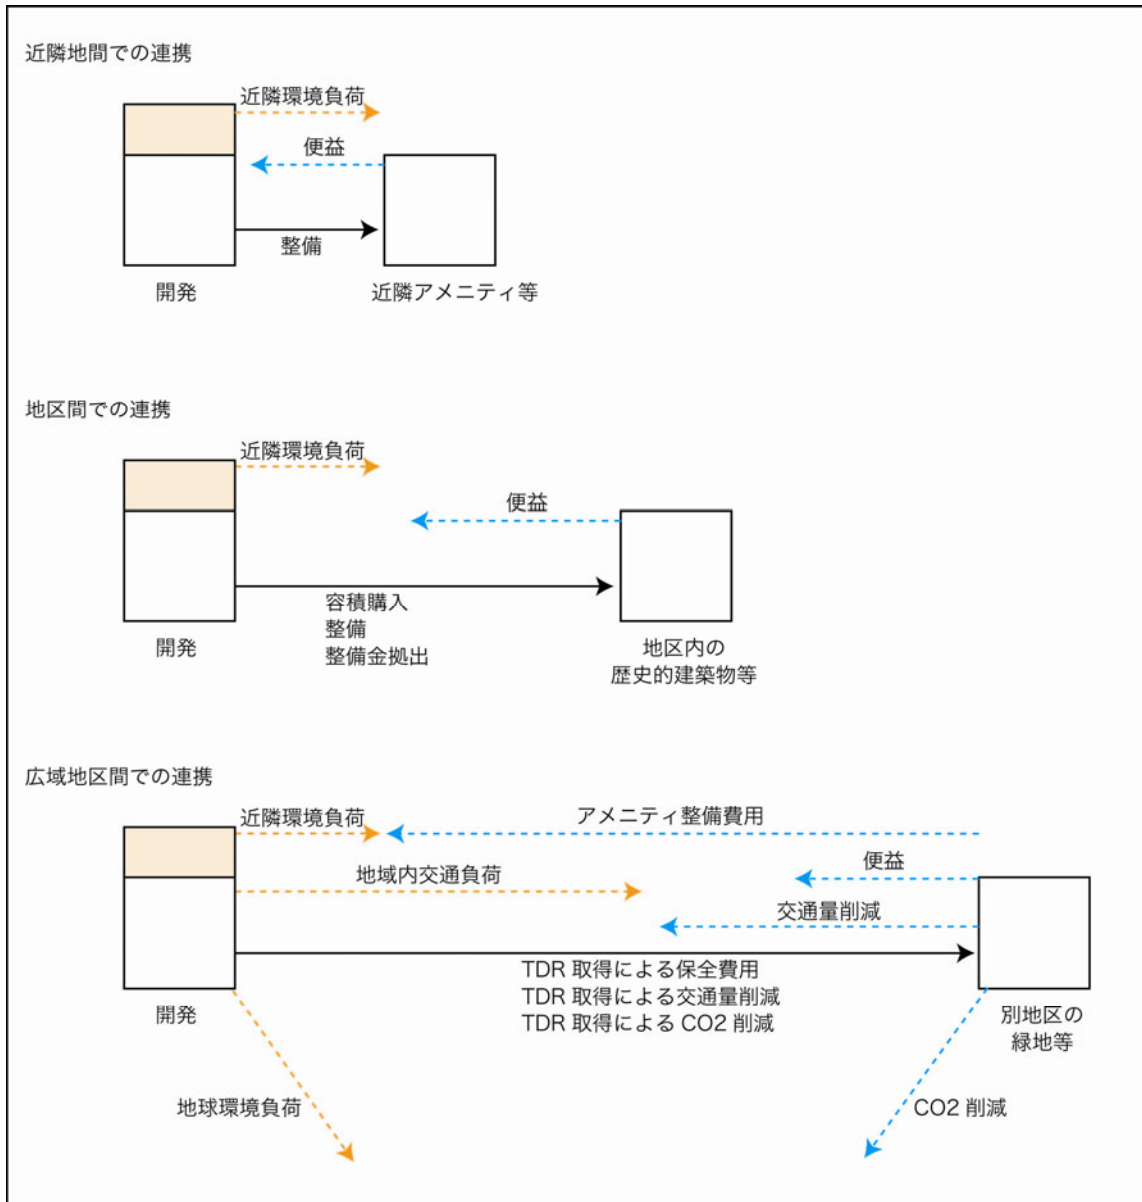 近隣地間での連携
近隣環境負荷
便益
整備
開発
近隣アメニティ等
地区間での連携
近隣環境負荷
便益
容積購入
整備
整備金拠出
開発
地区内の
歴史的建築物等
広域地区間での連携
近隣環境負荷
アメニティ整備費用
地域内交通負荷
便益
交通量削減
TDR 取得による保全費用
TDR 取得による交通量削減
TDR 取得による CO2 削減
開発
別地区の
緑地等
地球環境負荷
CO2 削減